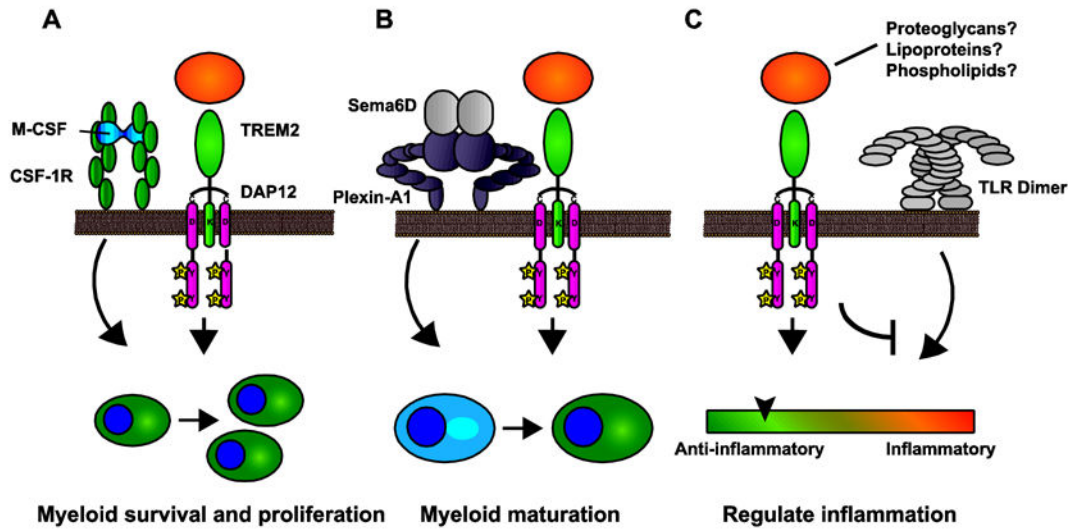 A
M-CSF
CSF-1R
TREM2
DAP12
D
K
D
P
Y
P
Y
P
Y
P
Y
Myeloid survival and proliferation
B
Sema6D
Plexin-A1
D
K
D
P
Y
P
Y
P
Y
P
Y
Myeloid maturation
C
Proteoglycans?
Lipoproteins?
Phospholipids?
TLR Dimer
D
K
D
P
Y
P
Y
P
Y
P
Y
Anti-inflammatory
Inflammatory
Regulate inflammation